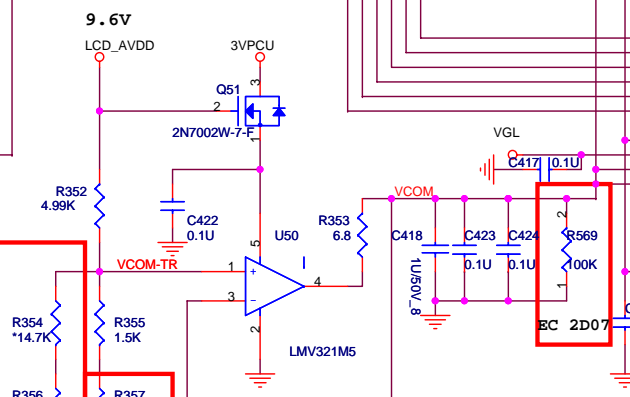 9.6V
LCD_AVDD
3VPCU
Q51
3
2
2N7002W-7-F
1
VGL
C417
0.1U
R352
4.99K
C422
0.1U
VCOM
R353
6.8
U50
C418
1U/50V_8
C423
0.1U
C424
0.1U
2
R569
100K
1
5
VCOM-TR
1
+
4
3
-
2
EC 2D07
R354
*14.7K
R355
1.5K
LMV321M5
R356
R357